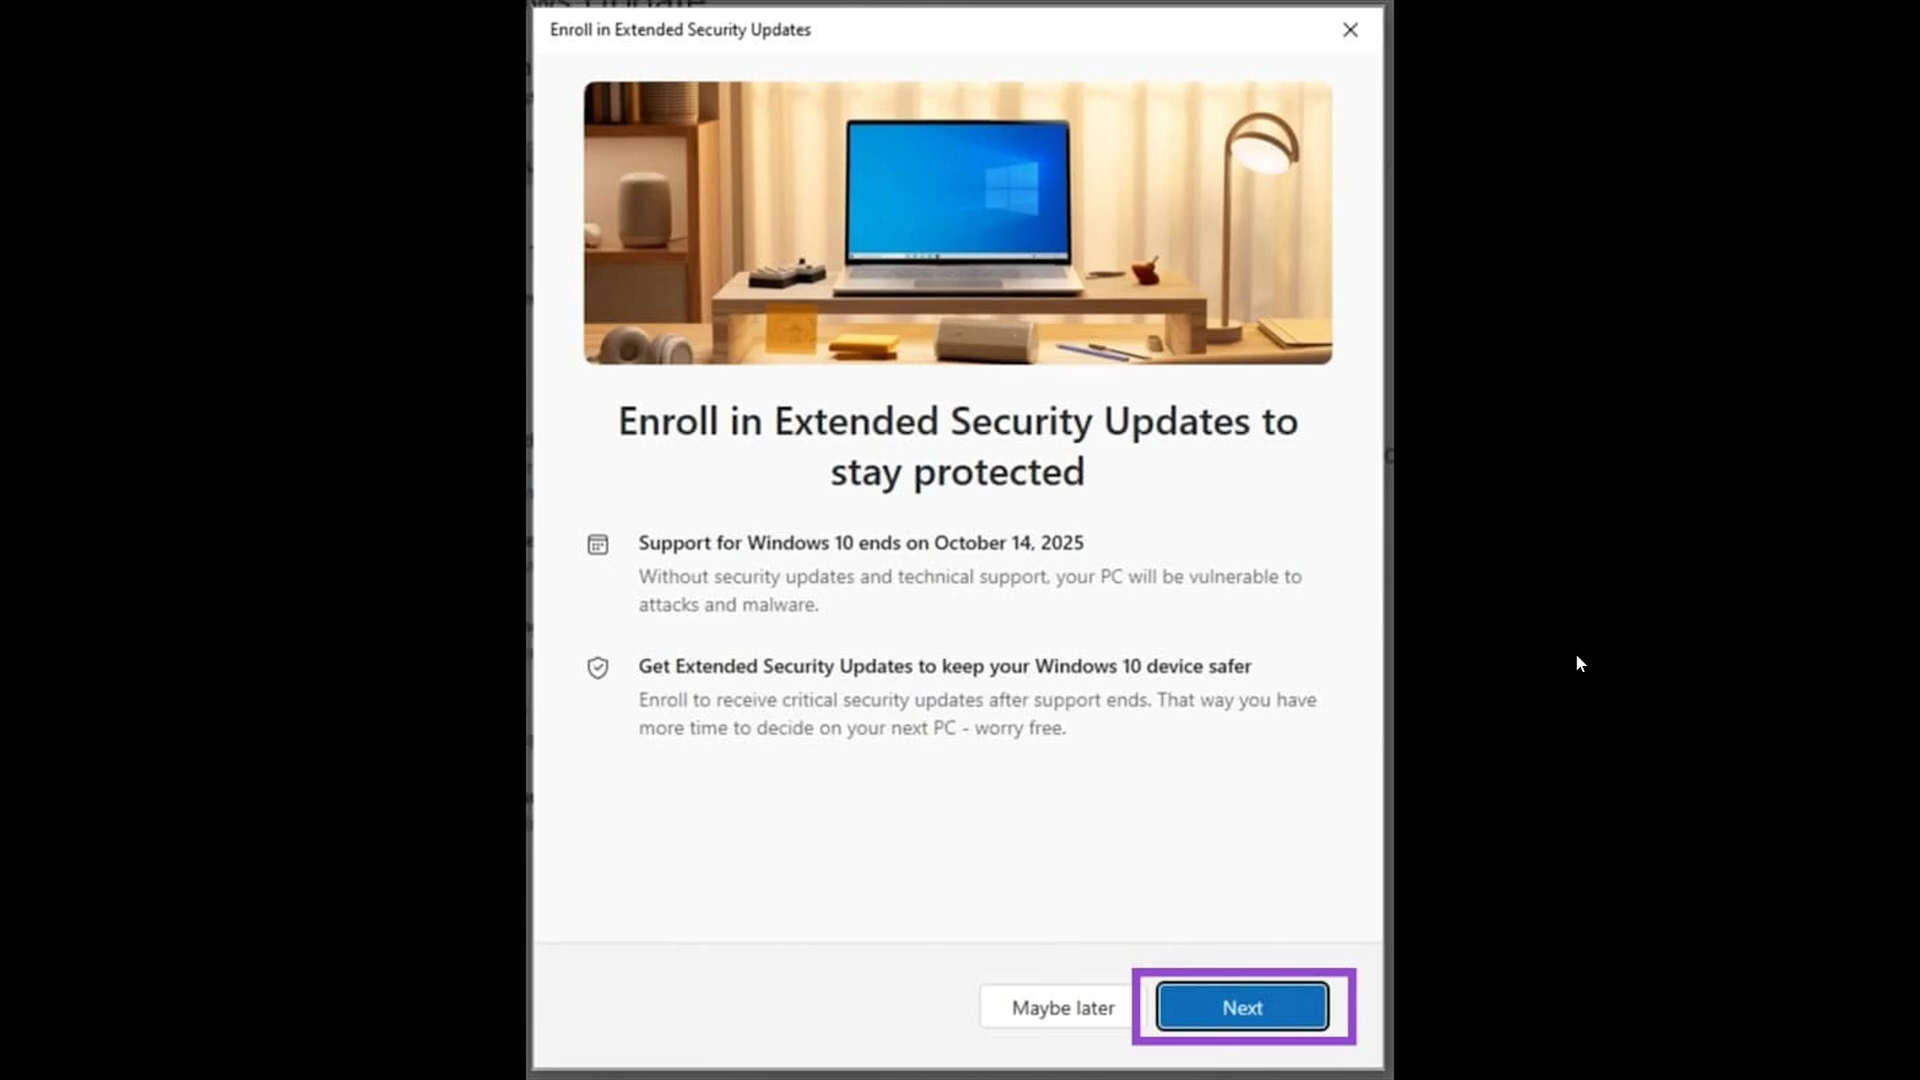 Enroll in Extended Security Updates
Enroll in Extended Security Updates to
stay protected
Support for Windows 10 ends on October 14, 2025
Without security updates and technical support, your PC will be vulnerable to
attacks and malware.
Get Extended Security Updates to keep your Windows 10 device safer
Enroll to receive critical security updates after support ends. That way you have
more time to decide on your next PC - worry free.
Maybe later
Next